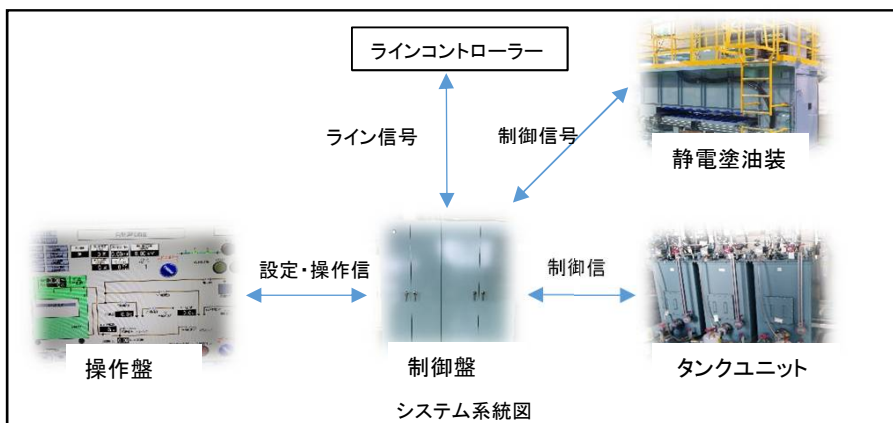 ラインコントローラー
ライン信号
制御信号
静電塗油装
設定・操作信
制御信
操作盤
制御盤
タンクユニット
システム系統図